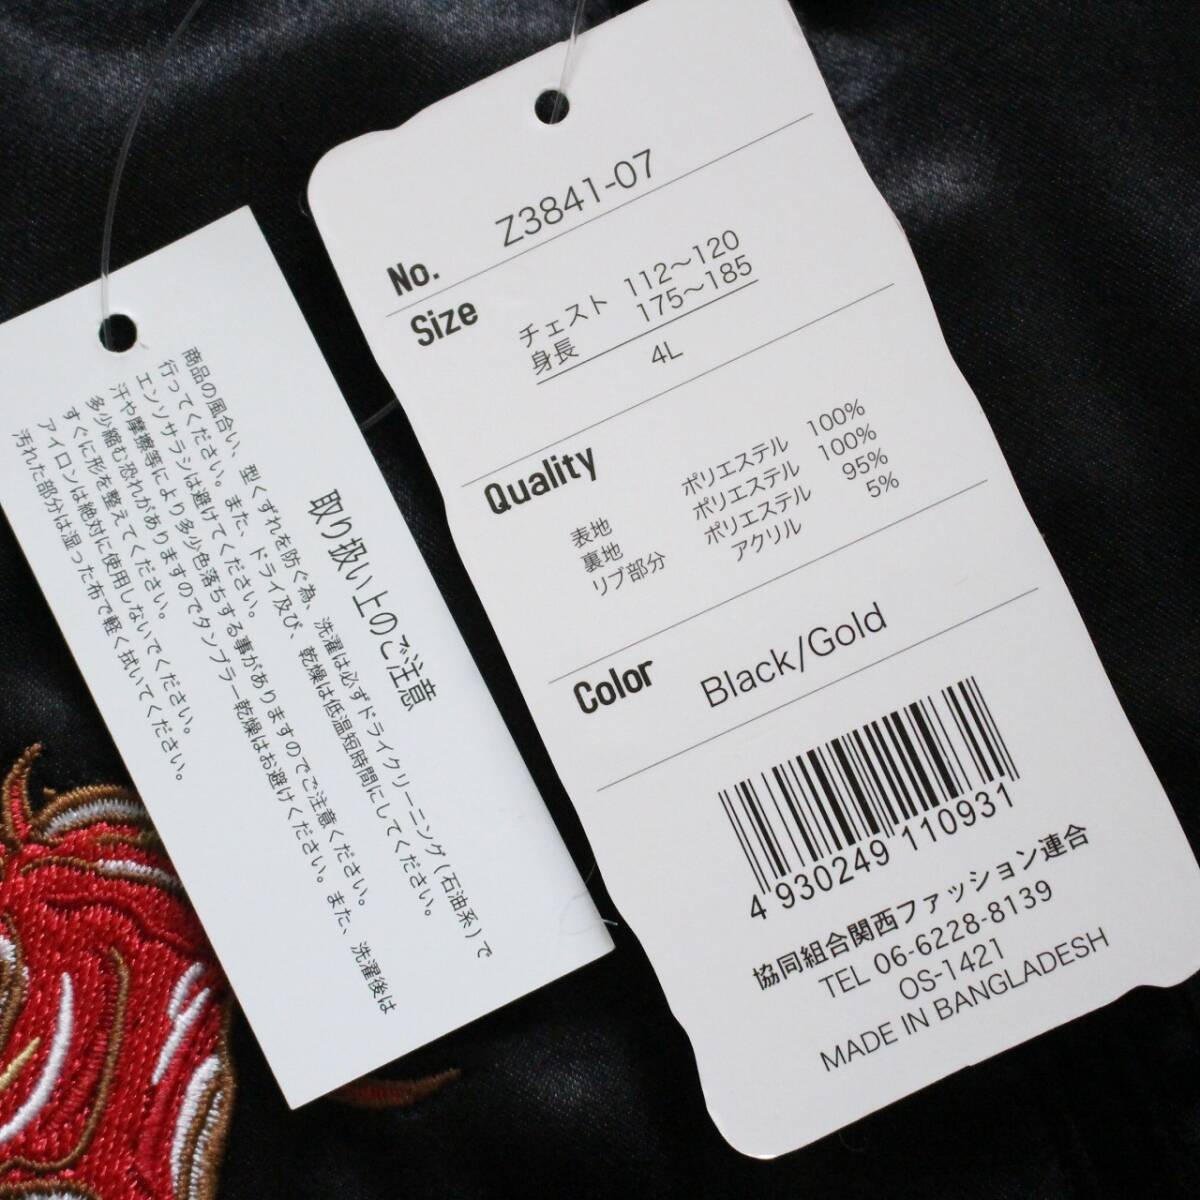 取り扱い上のご注意
商品の風合い、型くずれを防ぐ為、洗濯は必ずドライクリーニング(石油系)で
行ってください。また、ドライ及び、乾燥は低温短時間にしてください。
エンソサラシは避けてください。
汗や摩擦等により多少色落ちする事がありますのでご注意ください。また、洗濯後は
多少縮む恐れがありますのでタンブラー乾燥はお避けください。
すぐに形を整えてください。
アイロンは絶対に使用しないでください。
汚れた部分は湿った布で軽く拭いてください。
No. Z3841-07
Size チェスト 112〜120
身長 175〜185
4L
Quality 表地 ポリエステル 100%
裏地 ポリエステル 100%
リブ部分 ポリエステル 95%
アクリル 5%
Color Black/Gold
4 930249 110931
協同組合関西ファッション連合
TEL 06-6228-8139
OS-1421
MADE IN BANGLADESH